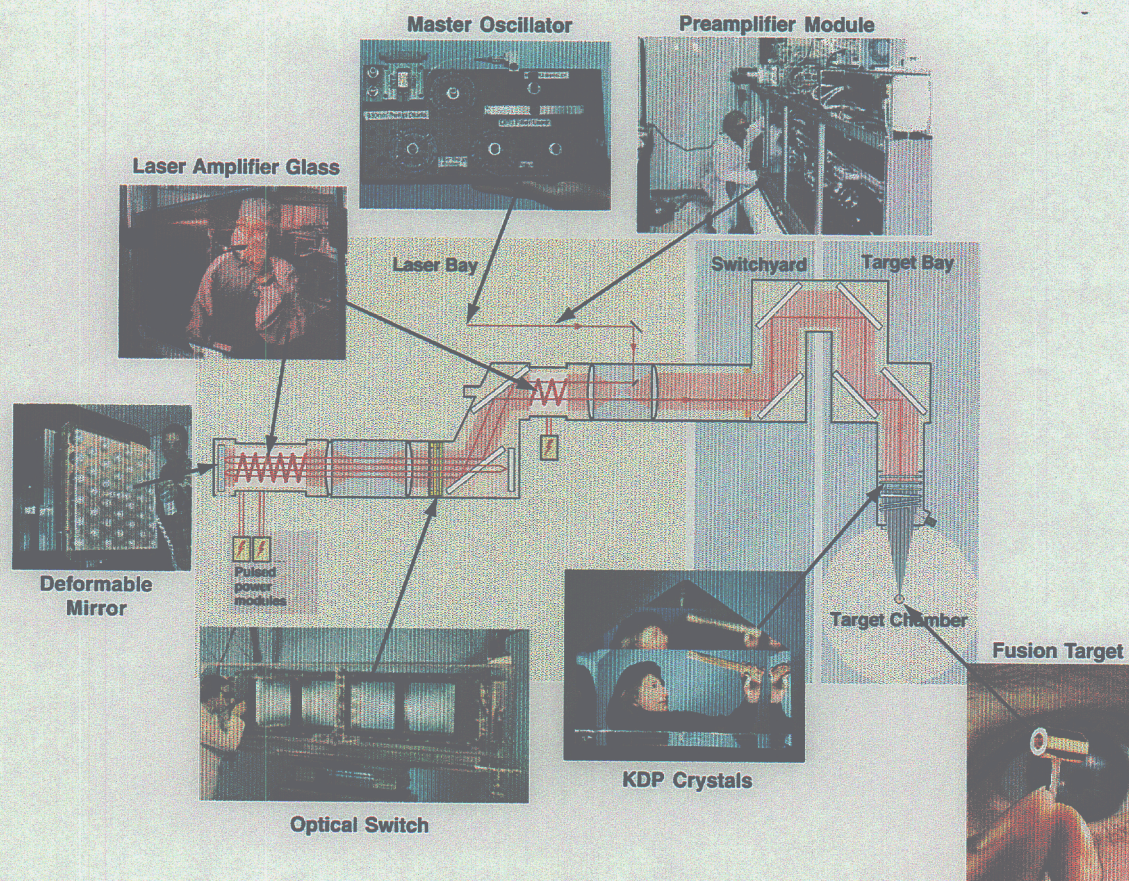 Master Oscillator
Preamplifier Module
Laser Amplifier Glass
Laser Bay
Switchyard
Target Bay
Deformable
Mirror
Pulsed
power
modules
Target Chamber
Fusion Target
KDP Crystals
Optical Switch